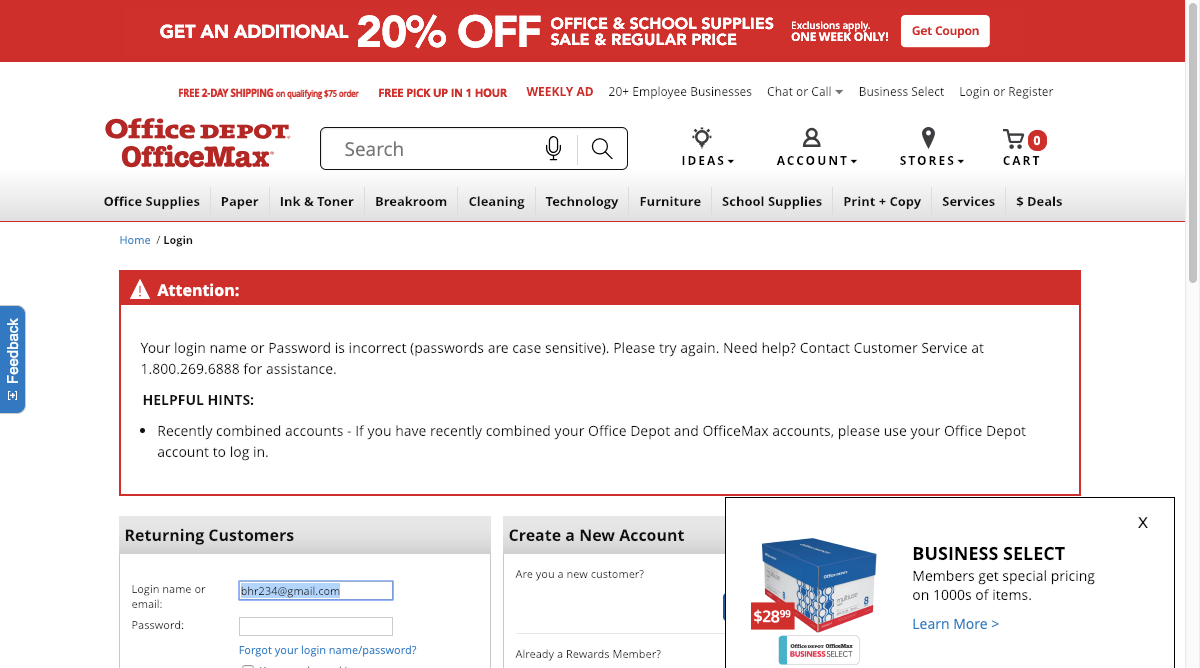 GET AN ADDITIONAL 20% OFF OFFICE & SCHOOL SUPPLIES SALE & REGULAR PRICE Exclusions apply. ONE WEEK ONLY! Get Coupon
FREE 2-DAY SHIPPING on qualifying $75 order FREE PICK UP IN 1 HOUR WEEKLY AD 20+ Employee Businesses Chat or Call Business Select Login or Register
Office DEPOT
OfficeMax
Search
IDEAS ACCOUNT STORES CART 0
Office Supplies Paper Ink & Toner Breakroom Cleaning Technology Furniture School Supplies Print + Copy Services $ Deals
Home / Login
Feedback
Attention:
Your login name or Password is incorrect (passwords are case sensitive). Please try again. Need help? Contact Customer Service at
1.800.269.6888 for assistance.
HELPFUL HINTS:
Recently combined accounts - If you have recently combined your Office Depot and OfficeMax accounts, please use your Office Depot
account to log in.
Returning Customers
Login name or
email:
bhr234@gmail.com
Password:
Forgot your login name/password?
Create a New Account
Are you a new customer?
Already a Rewards Member?
X
$28.99
Office DEPOT OfficeMax
BUSINESS SELECT
BUSINESS SELECT
Members get special pricing
on 1000s of items.
Learn More >